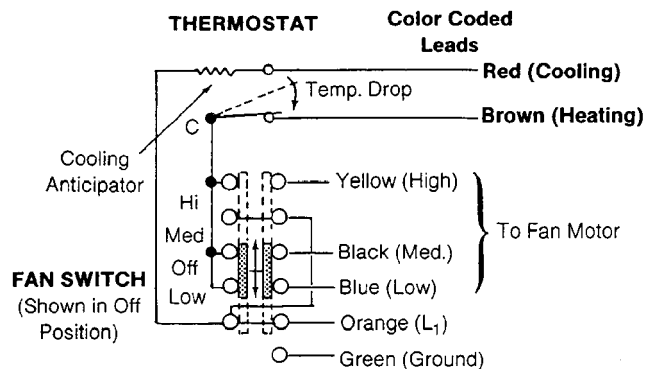 THERMOSTAT
Color Coded
Leads
Red (Cooling)
Temp. Drop
Brown (Heating)
C
Cooling
Anticipator
Yellow (High)
Hi
Med
To Fan Motor
Black (Med.)
Off
FAN SWITCH
(Shown in Off
Position)
Low
Blue (Low)
Orange (L₁)
Green (Ground)